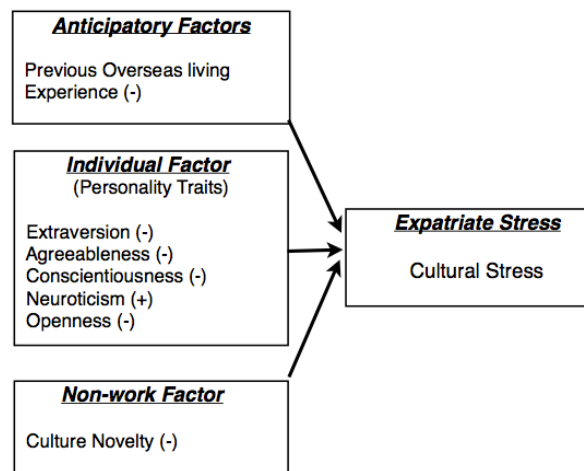 Anticipatory Factors
Previous Overseas living
Experience (-)
Individual Factor
(Personality Traits)
Extraversion (-)
Agreeableness (-)
Conscientiousness (-)
Neuroticism (+)
Openness (-)
Expatriate Stress
Cultural Stress
Non-work Factor
Culture Novelty (-)